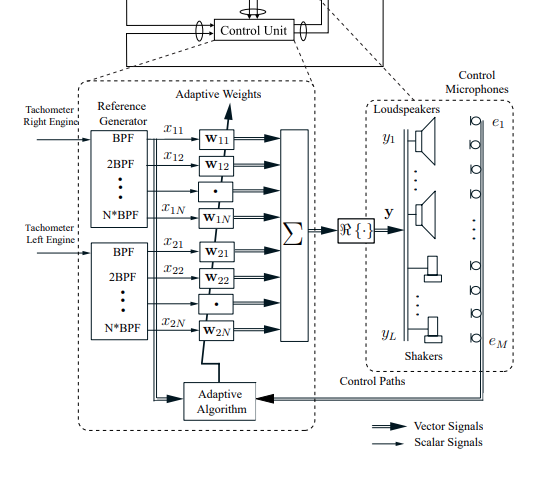 Control Unit
Control
Microphones
Adaptive Weights
Loudspeakers
Tachometer
Right Engine
Reference
Generator
BPF
2BPF
N*BPF
x₁₁
x₁₂
x₁N
w₁₁
w₁₂
w₁N
Tachometer
Left Engine
BPF
2BPF
N*BPF
x₂₁
x₂₂
x₂N
w₂₁
w₂₂
w₂N
∑
ℜ{·}
y
y₁
y_L
e₁
e_M
Shakers
Control Paths
Adaptive
Algorithm
Vector Signals
Scalar Signals